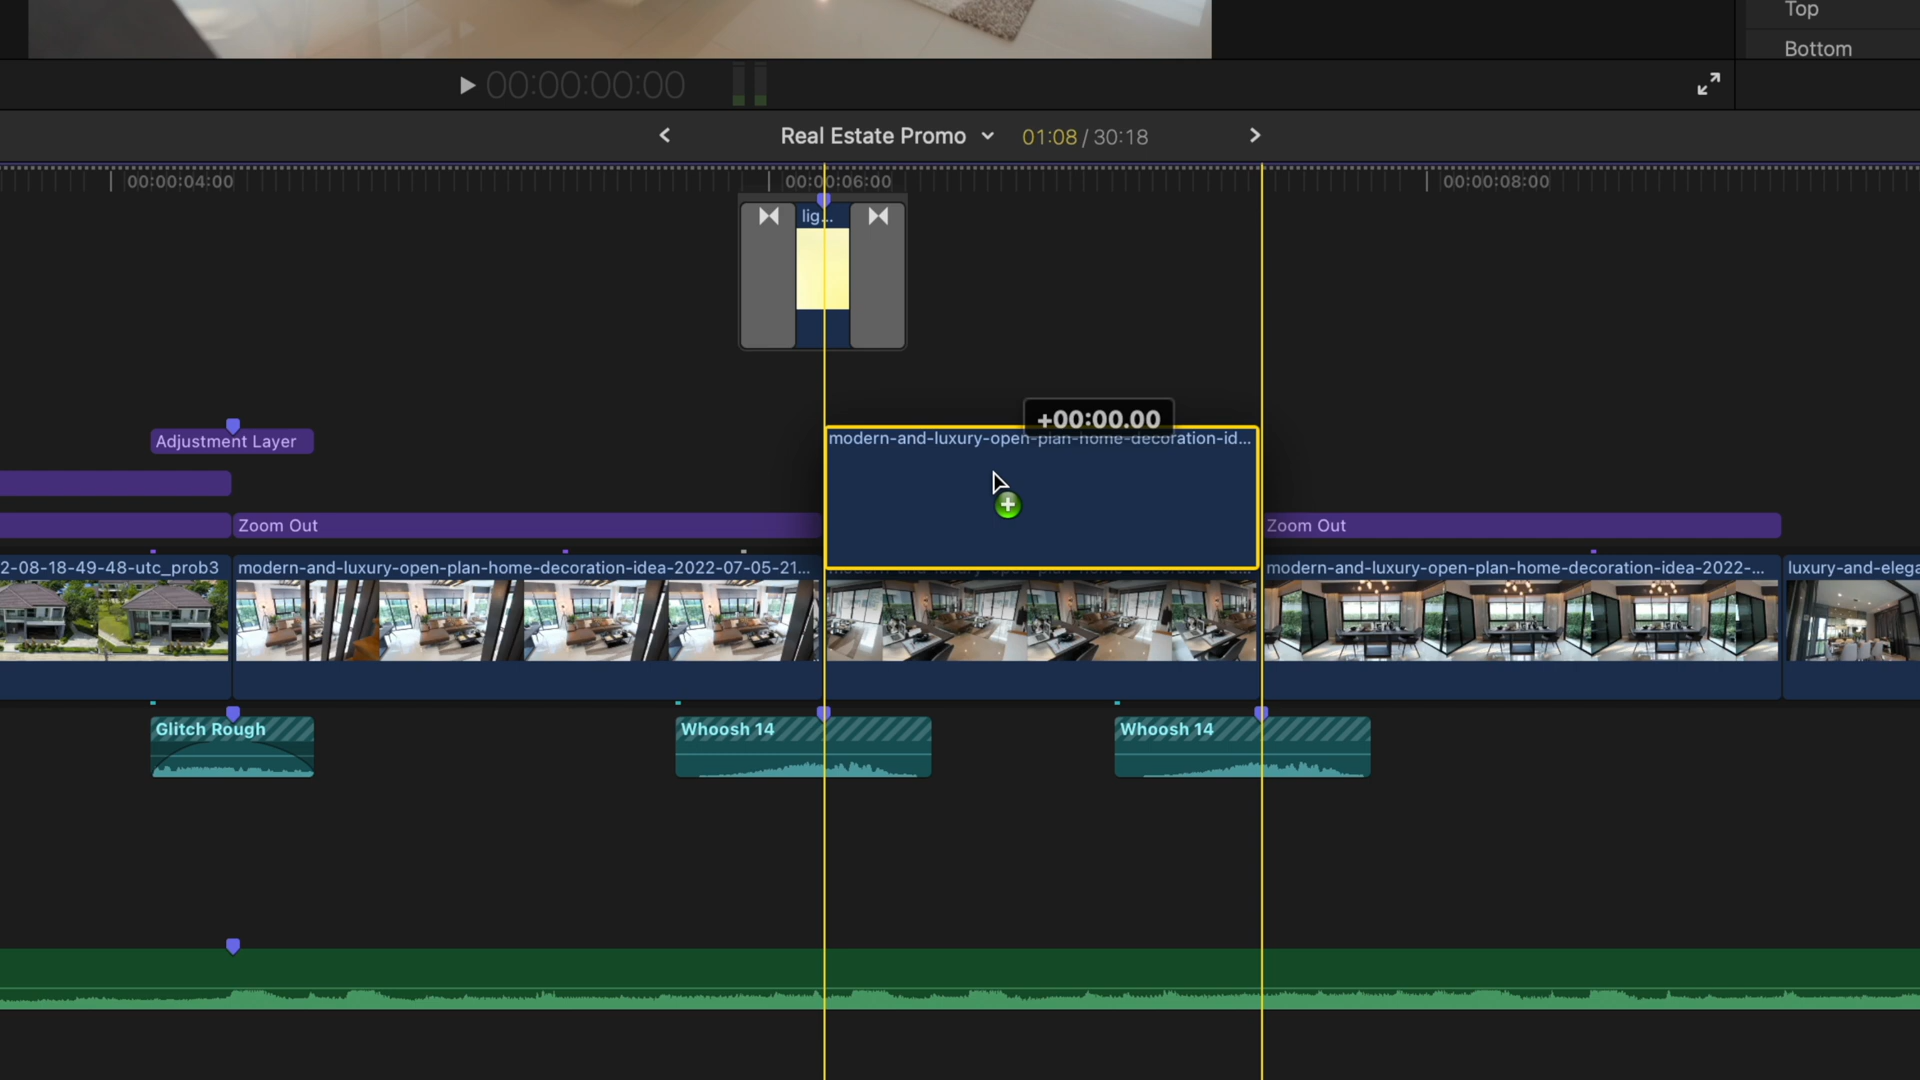 Top
Bottom
00:00:00:00
Real Estate Promo
01:08 / 30:18
00:00:04:00
00:00:06:00
00:00:08:00
lig...
+00:00.00
Adjustment Layer
modern-and-luxury-open-plan-home-decoration-id...
Zoom Out
Zoom Out
2-08-18-49-48-utc_prob3
modern-and-luxury-open-plan-home-decoration-idea-2022-07-05-21...
modern-and-luxury-open-plan-home-decoration-idea-2022-...
luxury-and-elega
Glitch Rough
Whoosh 14
Whoosh 14